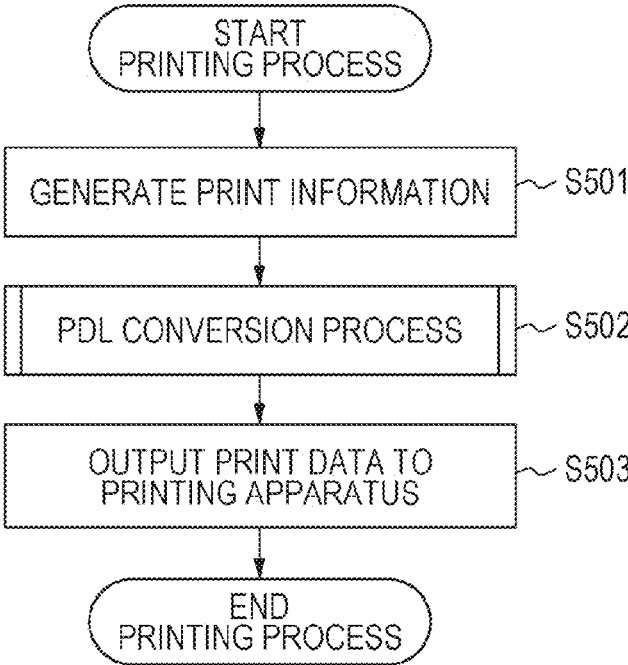 START
PRINTING PROCESS
GENERATE PRINT INFORMATION
S501
PDL CONVERSION PROCESS
S502
OUTPUT PRINT DATA TO
PRINTING APPARATUS
S503
END
PRINTING PROCESS